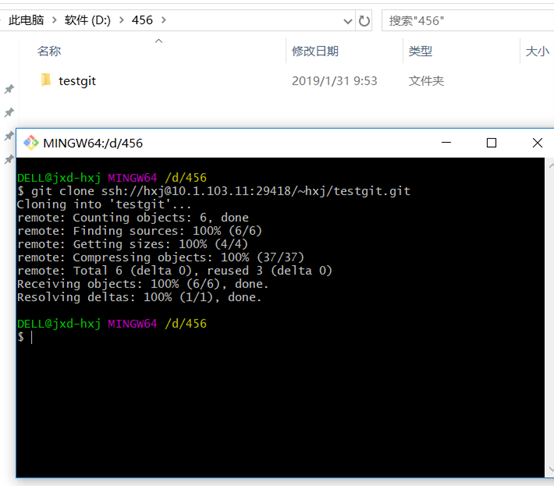 此电脑 > 软件 (D:) > 456 >
搜索"456"
名称 修改日期 类型 大小
testgit 2019/1/31 9:53 文件夹
MINGW64:/d/456
DELL@jxd-hxj MINGW64 /d/456
$ git clone ssh://hxj@10.1.103.11:29418/~hxj/testgit.git
Cloning into 'testgit'...
remote: Counting objects: 6, done
remote: Finding sources: 100% (6/6)
remote: Getting sizes: 100% (4/4)
remote: Compressing objects: 100% (37/37)
remote: Total 6 (delta 0), reused 3 (delta 0)
Receiving objects: 100% (6/6), done.
Resolving deltas: 100% (1/1), done.
DELL@jxd-hxj MINGW64 /d/456
$